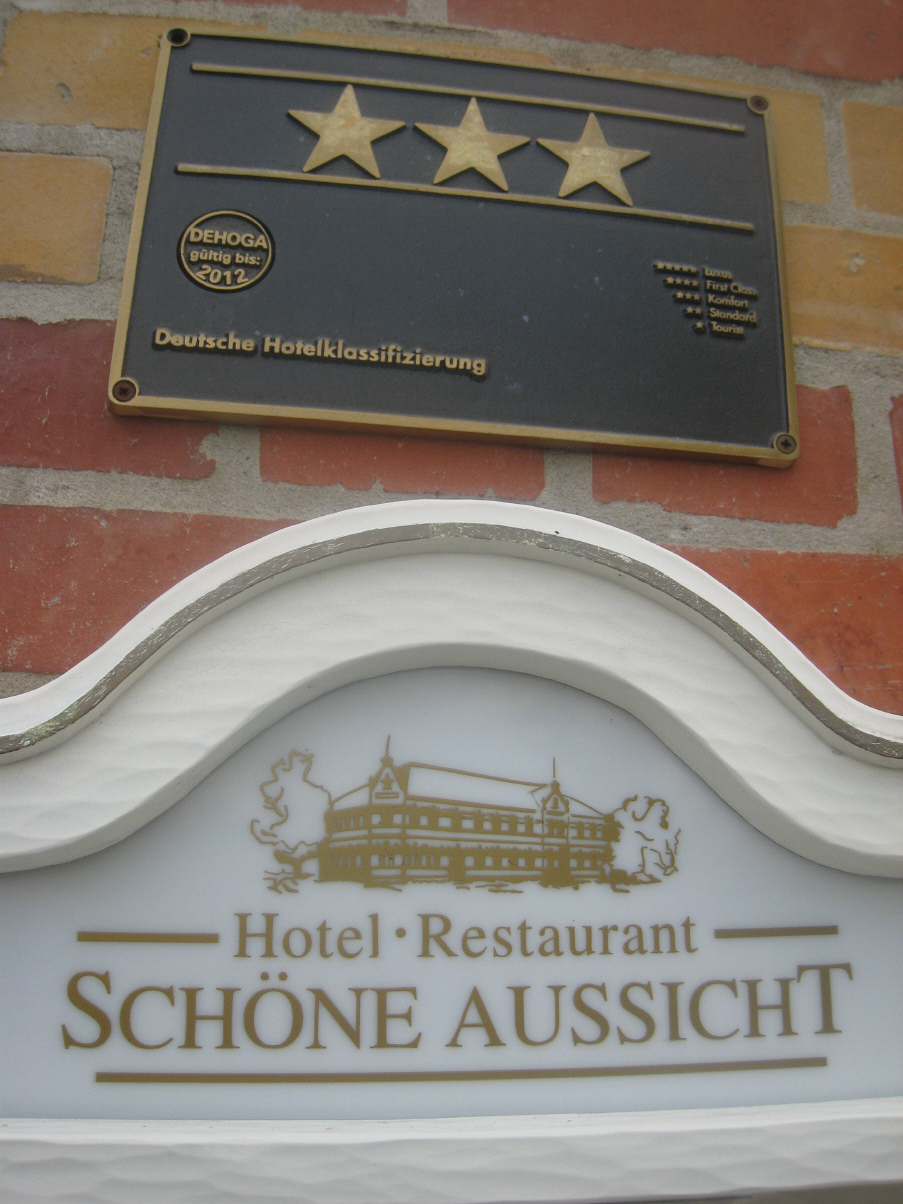 DEHOGA
gültig bis:
2012
***** Luxus
**** First Class
*** Komfort
** Standard
* Tourist
Deutsche Hotelklassifizierung
Hotel · Restaurant
SCHÖNE AUSSICHT